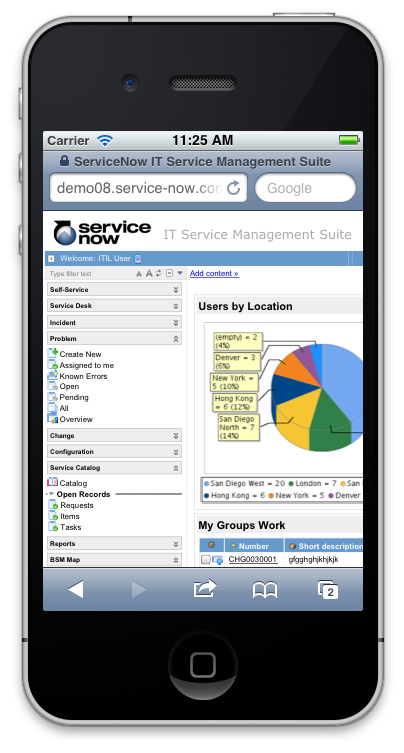 Carrier 11:25 AM
ServiceNow IT Service Management Suite
demo08.service-now.com Google
service now IT Service Management Suite
Welcome: ITIL User
Type filter text A A Add content »
Self-Service
Service Desk
Incident
Problem
Create New
Assigned to me
Known Errors
Open
Pending
All
Overview
Change
Configuration
Service Catalog
Catalog
Open Records
Requests
Items
Tasks
Reports
BSM Map
Users by Location
(empty) = 2
(4%)
Denver = 3
(6%)
New York =
5 (10%)
Hong Kong
= 6 (12%)
San Diego
North = 7
(14%)
San Diego West = 20 London = 7 San
Hong Kong = 6 New York = 5 Denver
My Groups Work
Number Short description
CHG0030001 gfgghghjkhjkjk
2